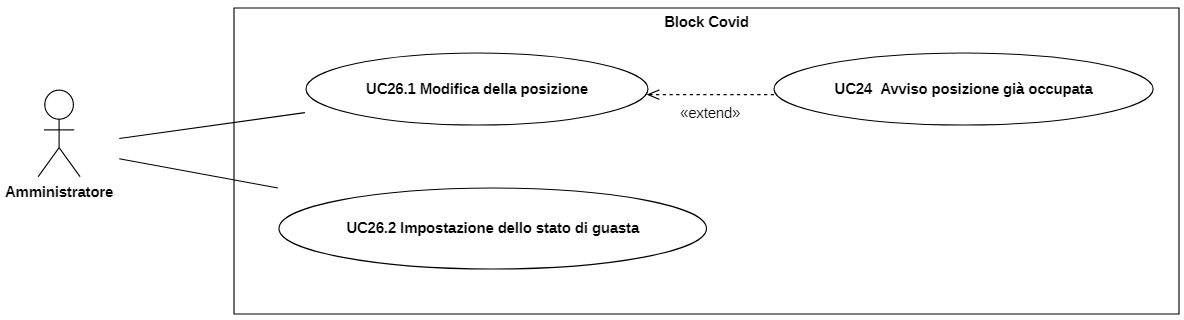 Block Covid
UC26.1 Modifica della posizione
UC24 Avviso posizione già occupata
«extend»
Amministratore
UC26.2 Impostazione dello stato di guasta